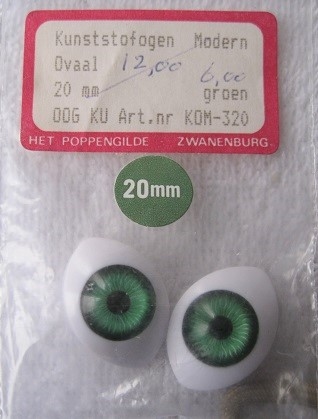 Kunststofogen Modern
Ovaal 12,00 6,00
20 mm groen
OOG KU Art.nr KOM-320
HET POPPENGILDE ZWANENBURG.
20mm